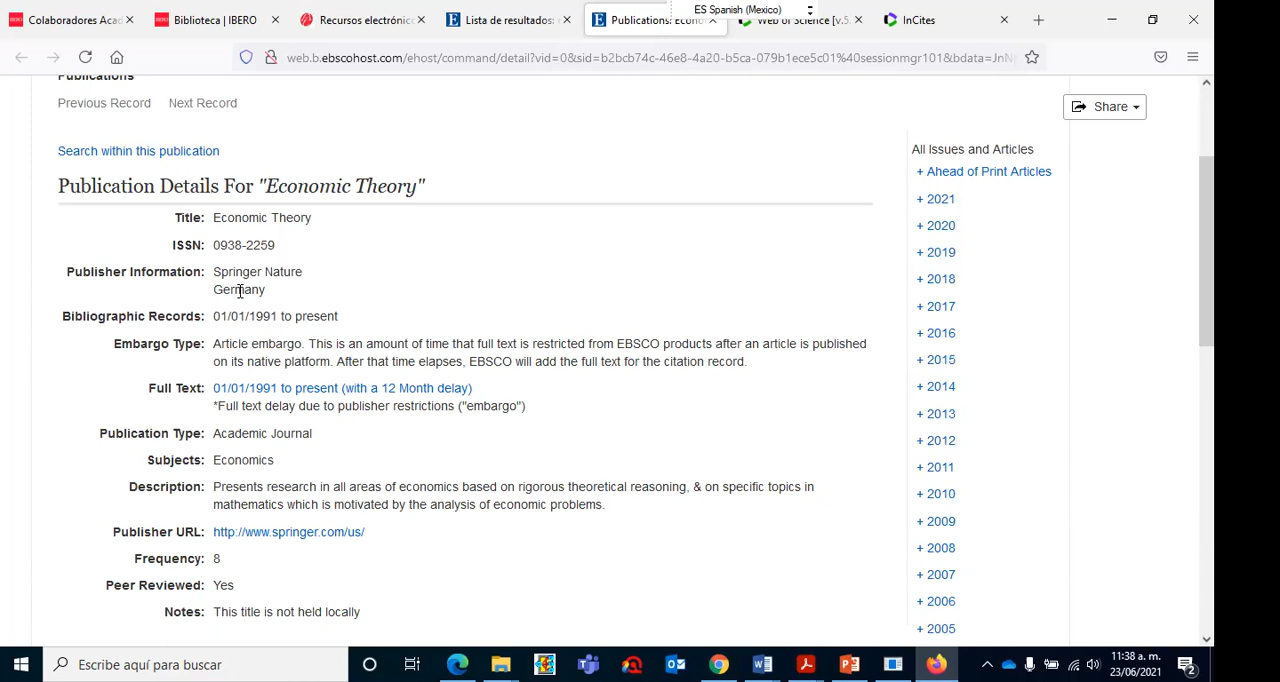 ES Spanish (Mexico)
Colaboradores Acad
Biblioteca | IBERO
Recursos electrónic
Lista de resultados:
Publications: Econo
Web of Science [v.5.
InCites
web.b.ebscohost.com/ehost/command/detail?vid=0&sid=b2bcb74c-46e8-4a20-b5ca-079b1ece5c01%40sessionmgr101&bdata=JnN
Publications
Previous Record Next Record
Share
Search within this publication
Publication Details For "Economic Theory"
Title: Economic Theory
ISSN: 0938-2259
Publisher Information: Springer Nature
Germany
Bibliographic Records: 01/01/1991 to present
Embargo Type: Article embargo. This is an amount of time that full text is restricted from EBSCO products after an article is published
on its native platform. After that time elapses, EBSCO will add the full text for the citation record.
Full Text: 01/01/1991 to present (with a 12 Month delay)
*Full text delay due to publisher restrictions ("embargo")
Publication Type: Academic Journal
Subjects: Economics
Description: Presents research in all areas of economics based on rigorous theoretical reasoning, & on specific topics in
mathematics which is motivated by the analysis of economic problems.
Publisher URL: http://www.springer.com/us/
Frequency: 8
Peer Reviewed: Yes
Notes: This title is not held locally
All Issues and Articles
+ Ahead of Print Articles
+ 2021
+ 2020
+ 2019
+ 2018
+ 2017
+ 2016
+ 2015
+ 2014
+ 2013
+ 2012
+ 2011
+ 2010
+ 2009
+ 2008
+ 2007
+ 2006
+ 2005
Escribe aquí para buscar
11:38 a. m.
23/06/2021
2